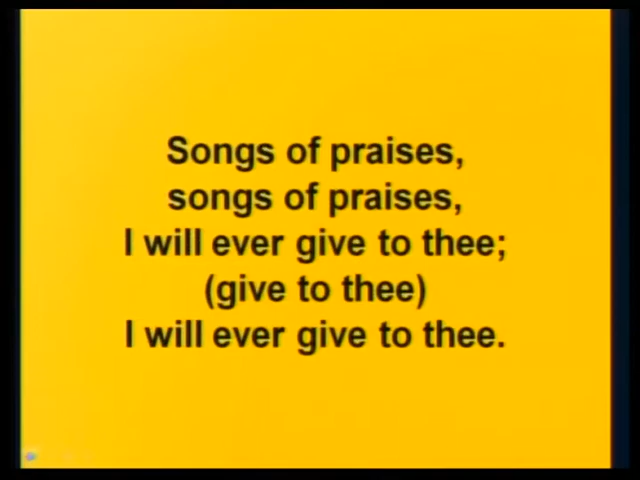 Songs of praises,
songs of praises,
I will ever give to thee;
(give to thee)
I will ever give to thee.